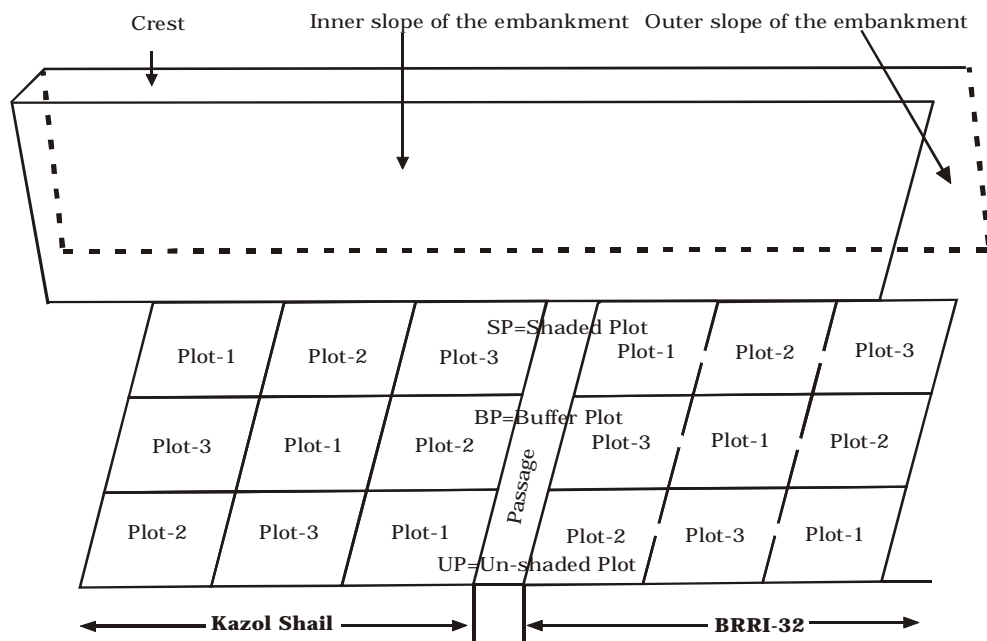 Crest
Inner slope of the embankment
Outer slope of the embankment
SP=Shaded Plot
Plot-1 Plot-2 Plot-3 Plot-1 Plot-2 Plot-3
BP=Buffer Plot
Plot-3 Plot-1 Plot-2 Plot-3 Plot-1 Plot-2
Passage
Plot-2 Plot-3 Plot-1 Plot-2 Plot-3 Plot-1
UP=Un-shaded Plot
Kazol Shail
BRRI-32